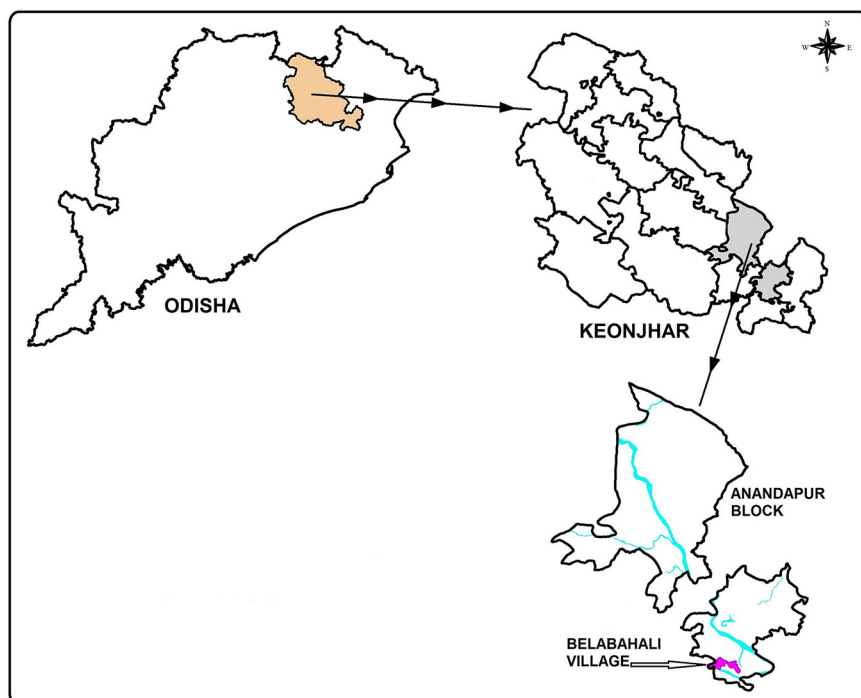 N
W E
S
ODISHA
KEONJHAR
ANANDAPUR
BLOCK
BELABAHALI
VILLAGE